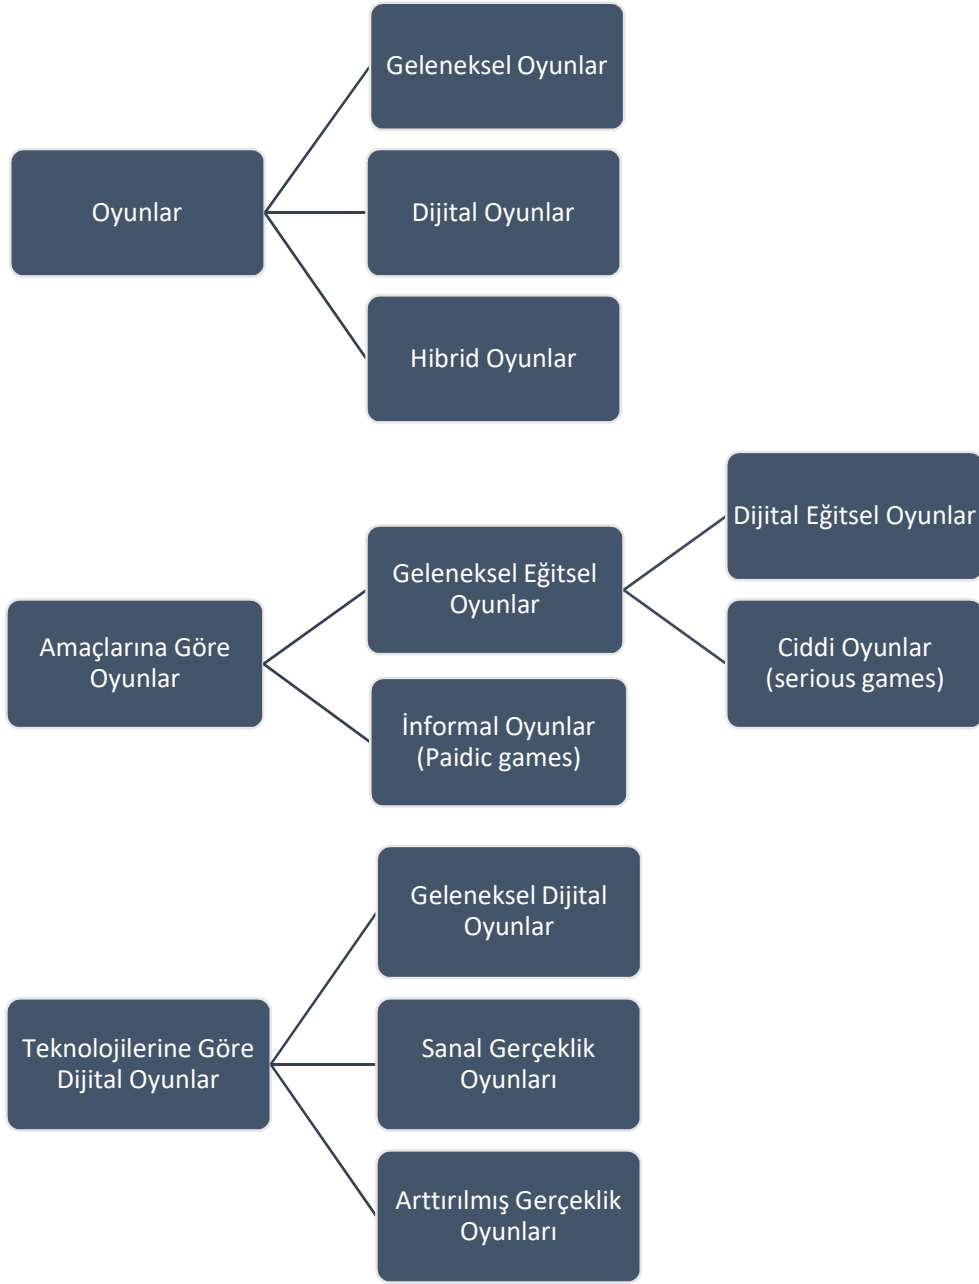 Oyunlar
Geleneksel Oyunlar
Dijital Oyunlar
Hibrid Oyunlar
Amaçlarına Göre
Oyunlar
Geleneksel Eğitsel
Oyunlar
Dijital Eğitsel Oyunlar
Ciddi Oyunlar
(serious games)
İnformal Oyunlar
(Paidic games)
Teknolojilerine Göre
Dijital Oyunlar
Geleneksel Dijital
Oyunlar
Sanal Gerçeklik
Oyunları
Arttırılmış Gerçeklik
Oyunları